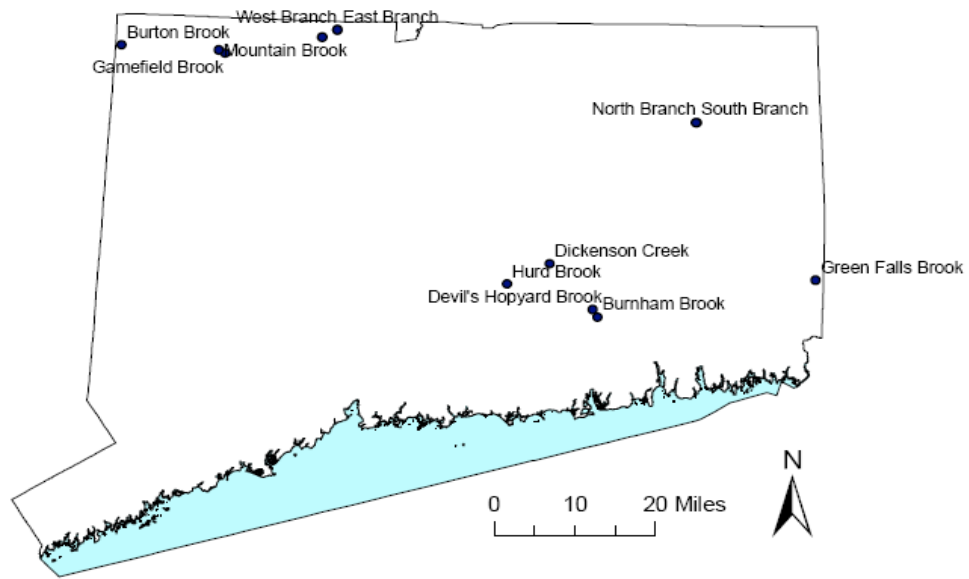 West Branch East Branch
Burton Brook
Mountain Brook
Gamefield Brook
North Branch South Branch
Dickenson Creek
Green Falls Brook
Hurd Brook
Devil's Hopyard Brook
Burnham Brook
N
0 10 20 Miles